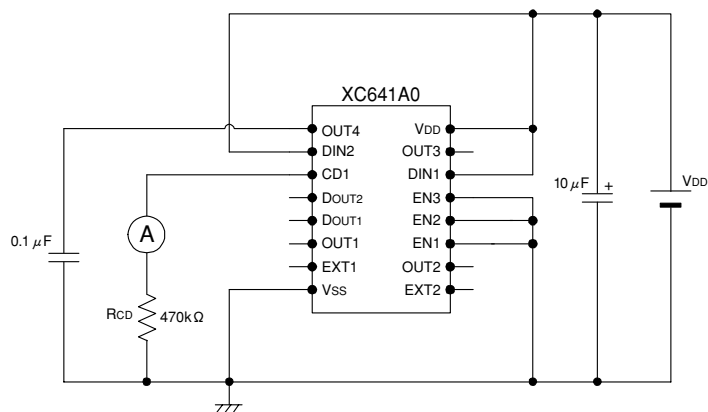 XC641A0
OUT4
DIN2
CD1
DOUT2
DOUT1
OUT1
EXT1
VSS
VDD
OUT3
DIN1
EN3
EN2
EN1
OUT2
EXT2
0.1 μF
A
RCD
470kΩ
10 μF
+
VDD